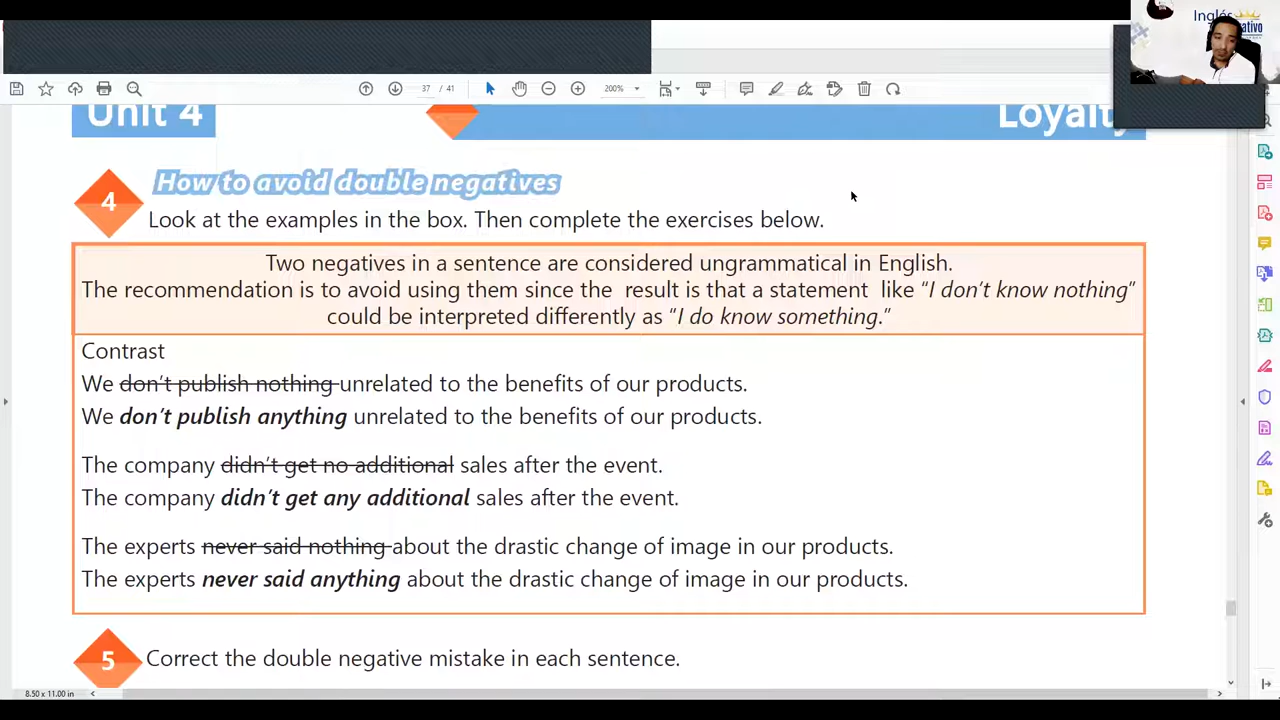 Inglés
37 / 41
200%
Unit 4
Loyalty
4
How to avoid double negatives
Look at the examples in the box. Then complete the exercises below.
Two negatives in a sentence are considered ungrammatical in English.
The recommendation is to avoid using them since the result is that a statement like “I don’t know nothing”
could be interpreted differently as “I do know something.”
Contrast
We don’t publish nothing unrelated to the benefits of our products.
We don’t publish anything unrelated to the benefits of our products.
The company didn’t get no additional sales after the event.
The company didn’t get any additional sales after the event.
The experts never said nothing about the drastic change of image in our products.
The experts never said anything about the drastic change of image in our products.
5
Correct the double negative mistake in each sentence.
8.50 x 11.00 in